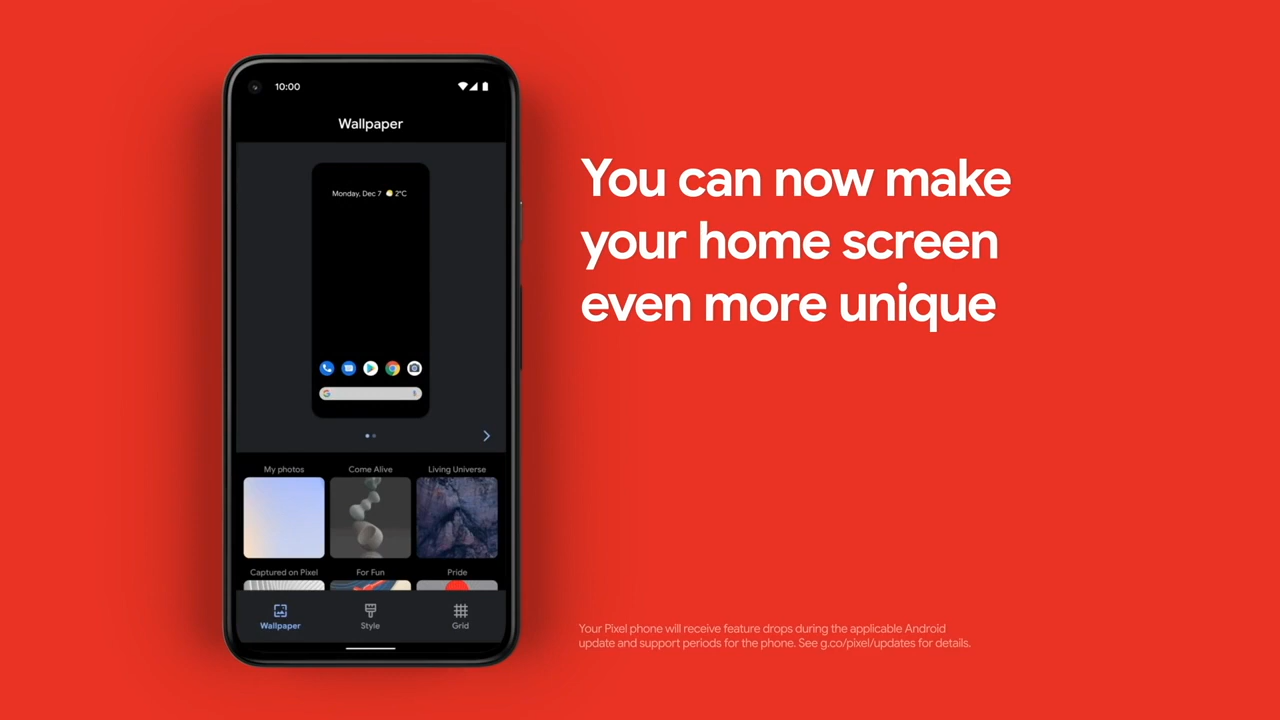 10:00
Wallpaper
Monday, Dec 7 2°C
My photos Come Alive Living Universe
Captured on Pixel For Fun Pride
Wallpaper Style Grid
You can now make
your home screen
even more unique
Your Pixel phone will receive feature drops during the applicable Android
update and support periods for the phone. See g.co/pixel/updates for details.